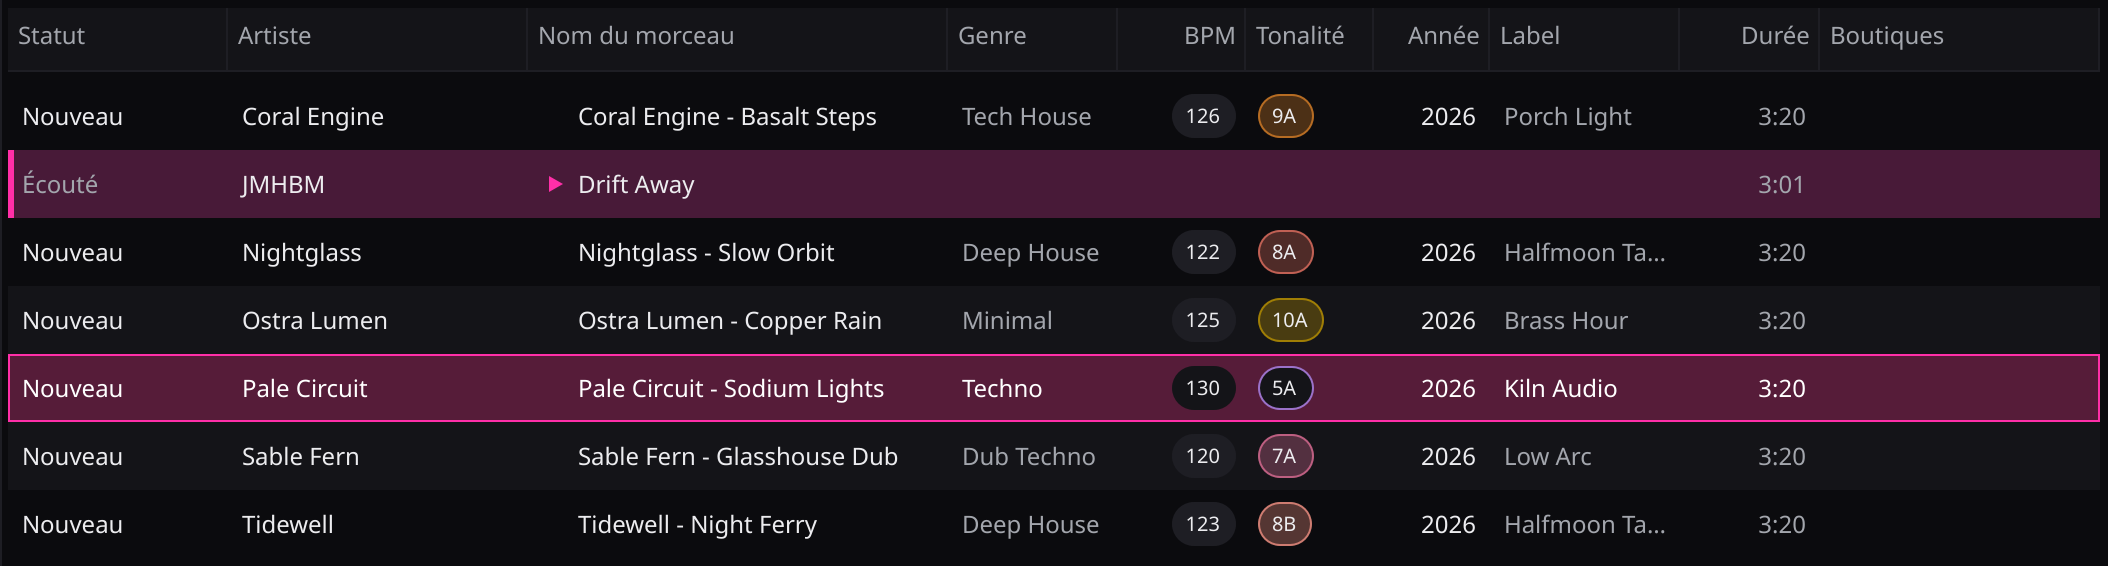 Statut Artiste Nom du morceau Genre BPM Tonalité Année Label Durée Boutiques
Nouveau Coral Engine Coral Engine - Basalt Steps Tech House 126 9A 2026 Porch Light 3:20
Écouté JMHBM Drift Away 3:01
Nouveau Nightglass Nightglass - Slow Orbit Deep House 122 8A 2026 Halfmoon Ta... 3:20
Nouveau Ostra Lumen Ostra Lumen - Copper Rain Minimal 125 10A 2026 Brass Hour 3:20
Nouveau Pale Circuit Pale Circuit - Sodium Lights Techno 130 5A 2026 Kiln Audio 3:20
Nouveau Sable Fern Sable Fern - Glasshouse Dub Dub Techno 120 7A 2026 Low Arc 3:20
Nouveau Tidewell Tidewell - Night Ferry Deep House 123 8B 2026 Halfmoon Ta... 3:20